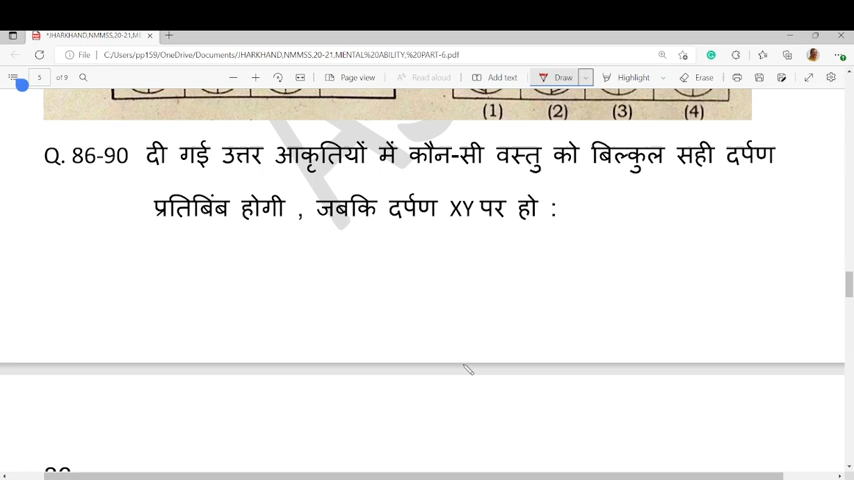 *JHARKHAND,NMMSS,20-21,M
File C:/Users/pp159/OneDrive/Documents/JHARKHAND,NMMSS,20-21,MENTAL%20ABILITY,%20PART-6.pdf
5 of 9 Page view Read aloud Add text Draw Highlight Erase
(1) (2) (3) (4)
Q. 86-90 दी गई उत्तर आकृतियों में कौन-सी वस्तु को बिल्कुल सही दर्पण
प्रतिबिंब होगी , जबकि दर्पण XY पर हो :